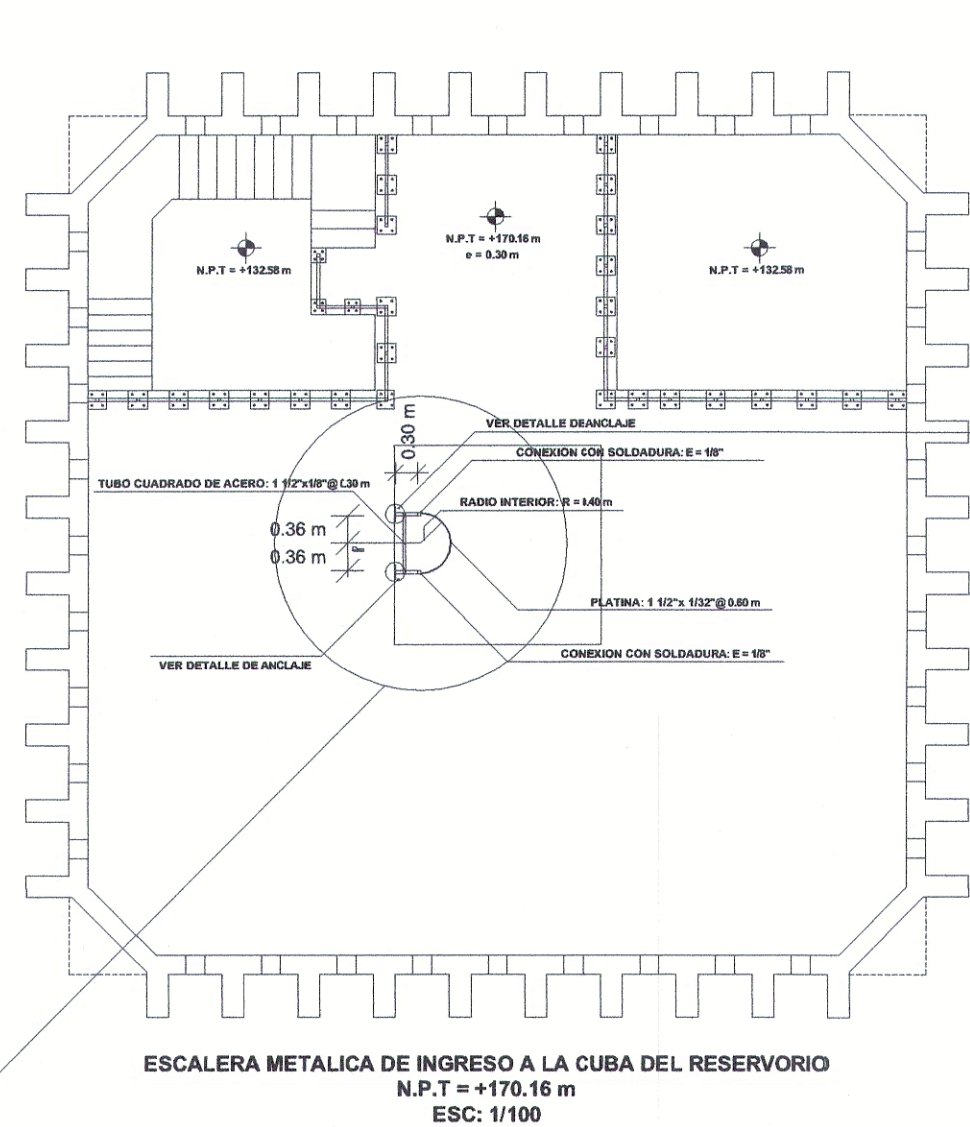 N.P.T = +170.16 m
e = 0.30 m
N.P.T = +132.58 m
N.P.T = +132.58 m
0.30 m
VER DETALLE DEANCLAJE
CONEXION CON SOLDADURA: E = 1/8"
TUBO CUADRADO DE ACERO: 1 1/2"x1/8"@ 0.30 m
RADIO INTERIOR: R = 0.40 m
0.36 m
0.36 m
PLATINA: 1 1/2"x 1/32"@ 0.60 m
CONEXION CON SOLDADURA: E = 1/8"
VER DETALLE DE ANCLAJE
ESCALERA METALICA DE INGRESO A LA CUBA DEL RESERVORIO
N.P.T = +170.16 m
ESC: 1/100